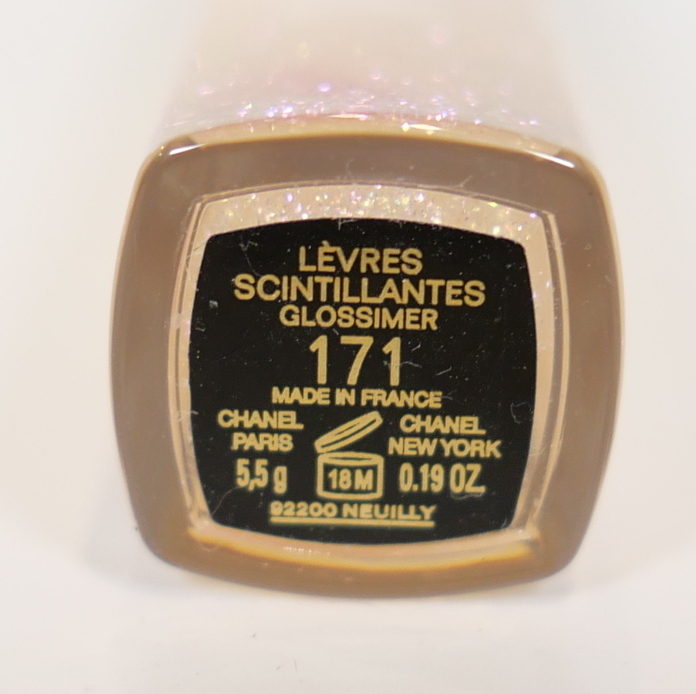 LÈVRES
SCINTILLANTES
GLOSSIMER
171
MADE IN FRANCE
CHANEL
PARIS
5,5 g
18M
CHANEL
NEW YORK
0.19 OZ.
92200 NEUILLY